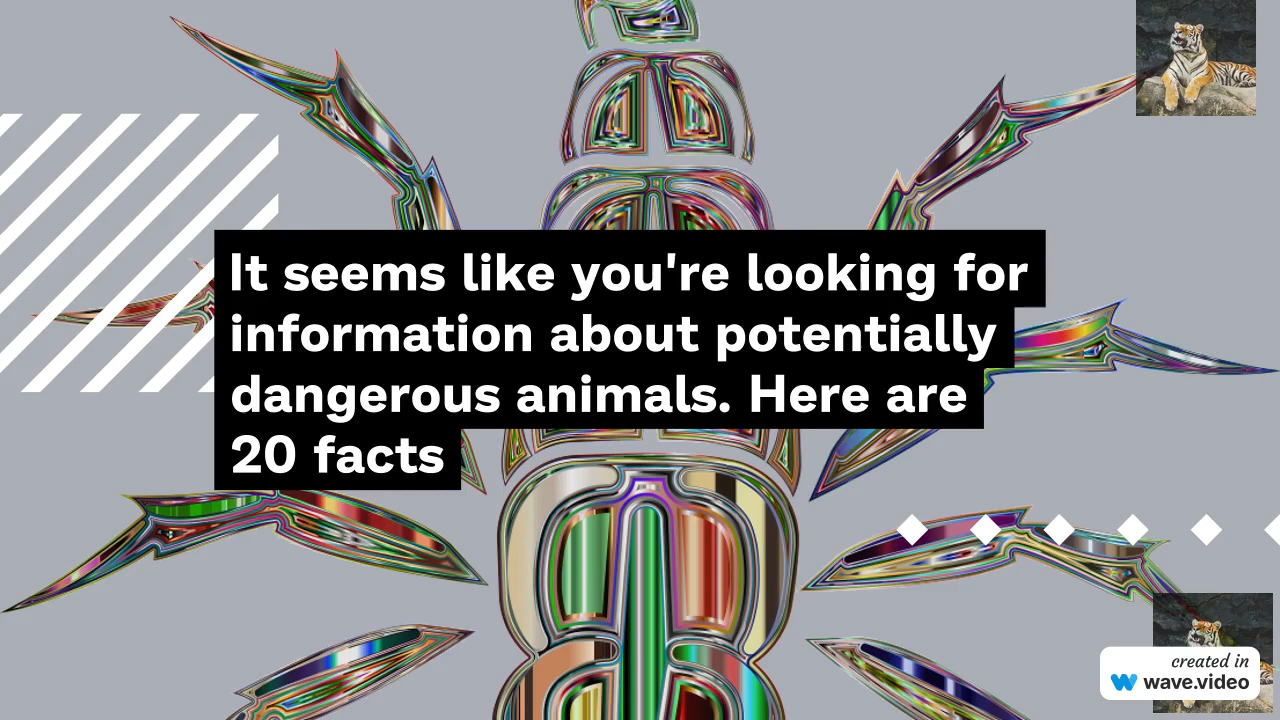 It seems like you're looking for
information about potentially
dangerous animals. Here are
20 facts
created in
wave.video